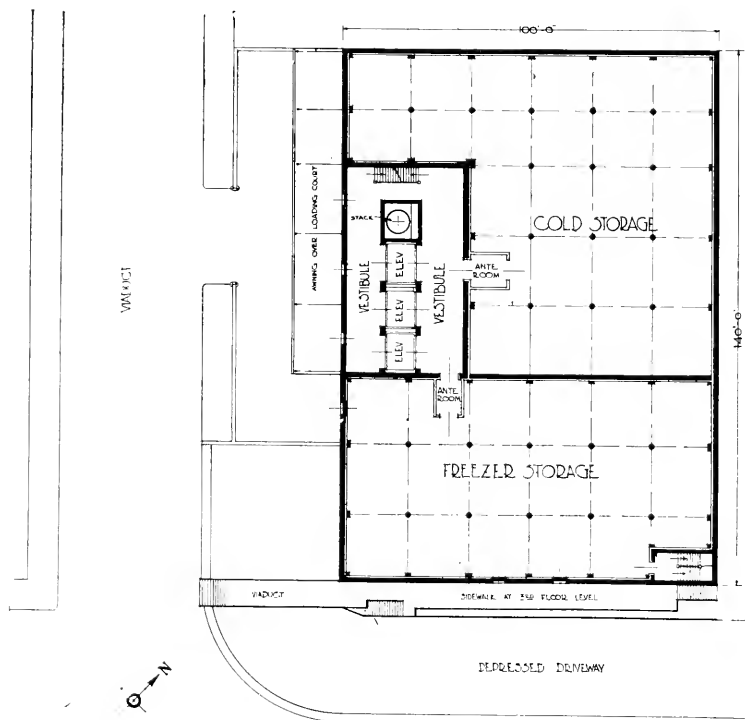 100'-0"
AWNING OVER LOADING COURT
STACK
COLD STORAGE
VIADUCT
VESTIBULE
ELEV
ELEV
ELEV
VESTIBULE
ANTE
ROOM
140'-0"
ANTE
ROOM
FREEZER STORAGE
VIADUCT
SIDEWALK AT 3RD FLOOR LEVEL
N
DEPRESSED DRIVEWAY